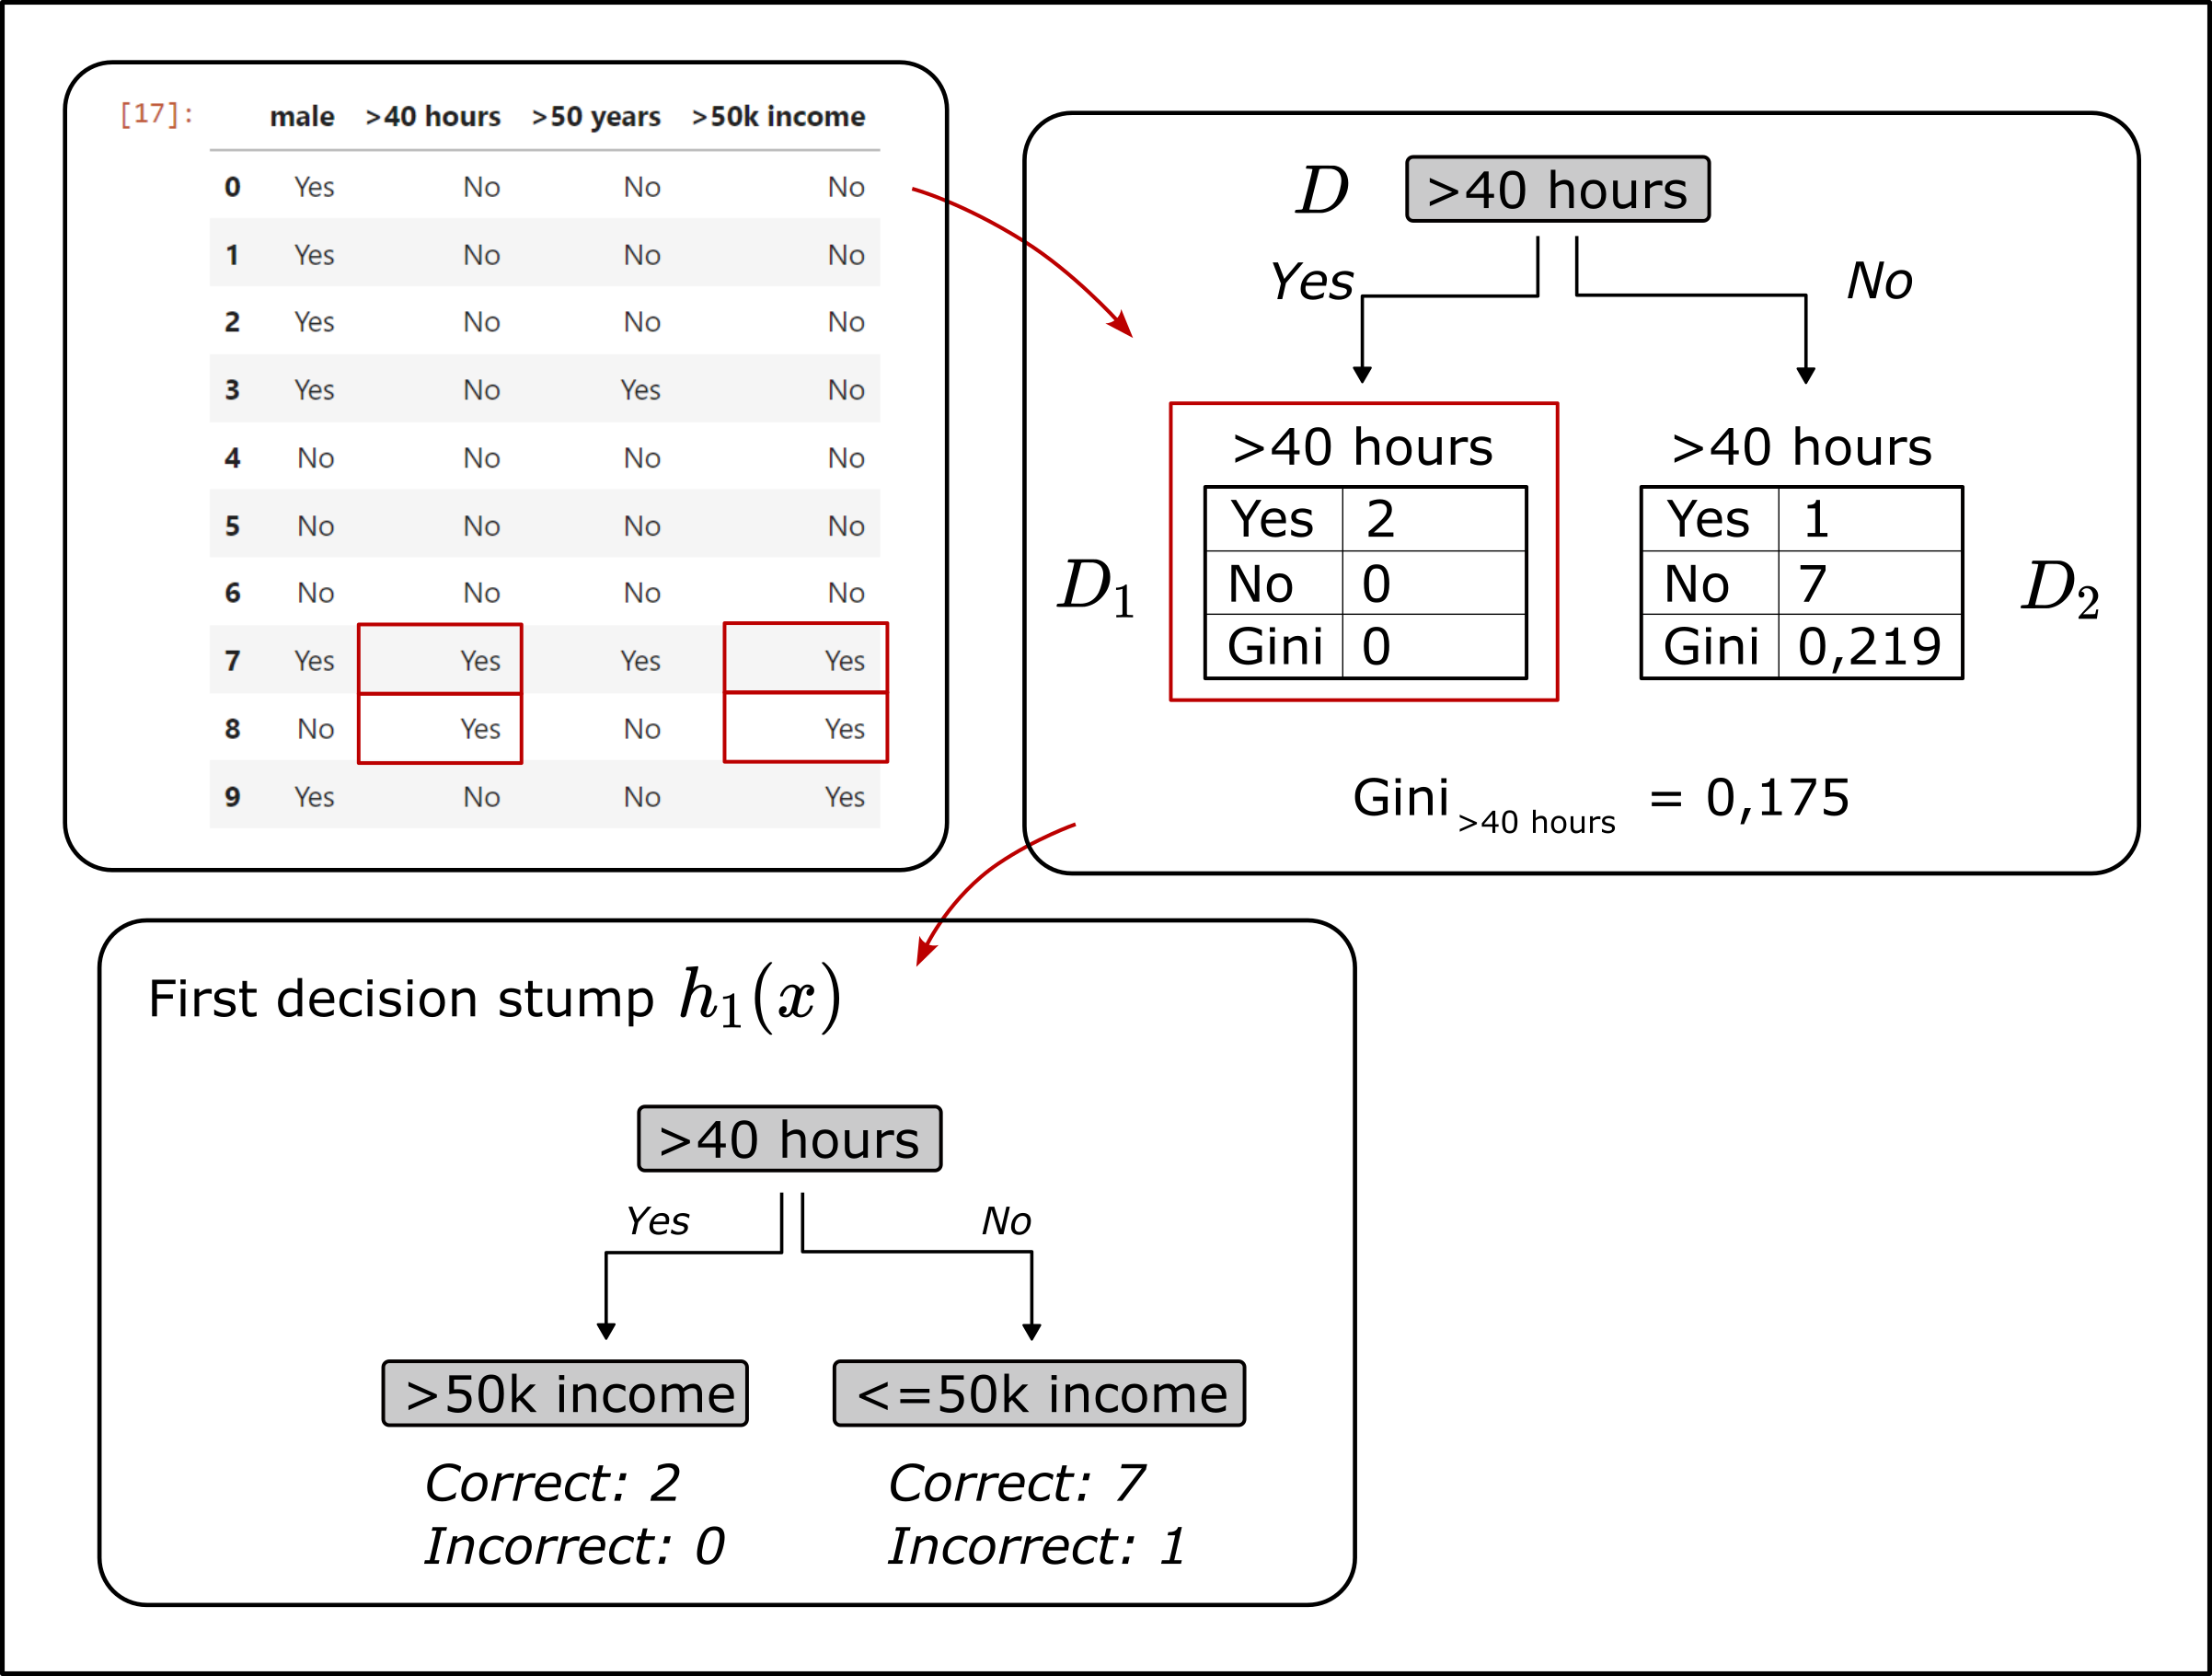 [17]: male >40 hours >50 years >50k income
0 Yes No No No
1 Yes No No No
2 Yes No No No
3 Yes No Yes No
4 No No No No
5 No No No No
6 No No No No
7 Yes Yes Yes Yes
8 No Yes No Yes
9 Yes No No Yes
D >40 hours
Yes No
>40 hours
Yes 2
No 0
Gini 0
D₁
>40 hours
Yes 1
No 7
Gini 0,219
D₂
Gini >40 hours = 0,175
First decision stump h₁(x)
>40 hours
Yes No
>50k income
Correct: 2
Incorrect: 0
<=50k income
Correct: 7
Incorrect: 1